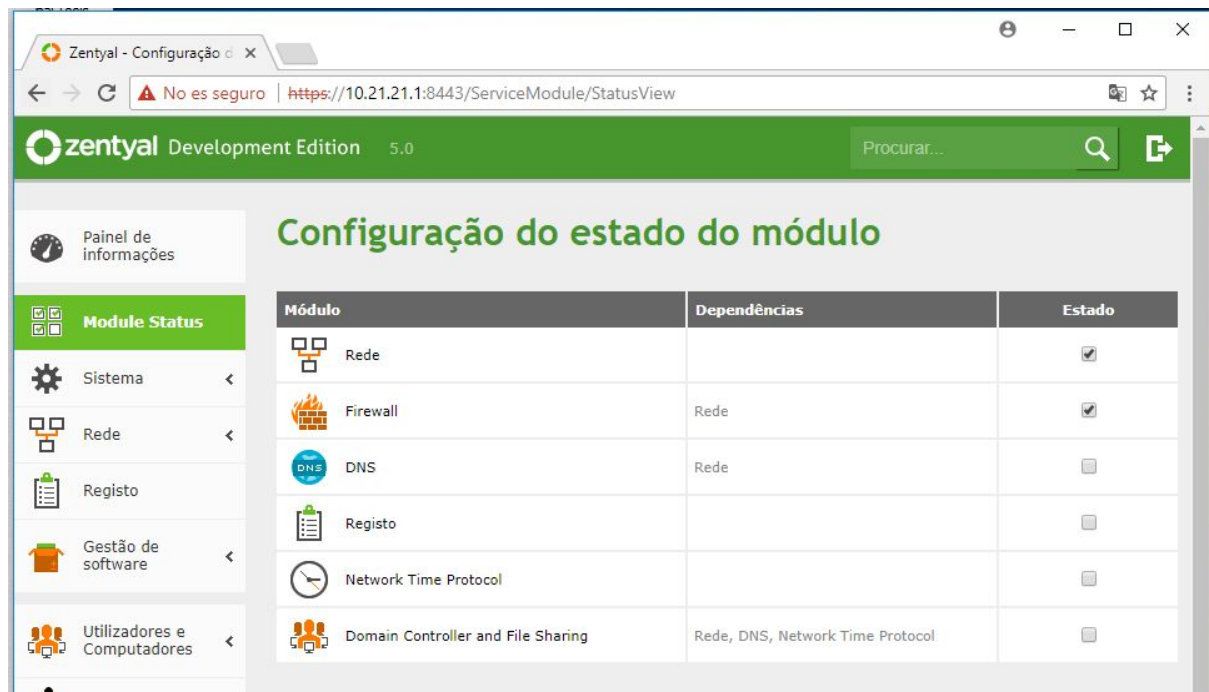 Zentyal - Configuração d
No es seguro | https://10.21.21.1:8443/ServiceModule/StatusView
zentyal Development Edition 5.0
Procurar...
Painel de
informações
Module Status
Sistema
Rede
Registo
Gestão de
software
Utilizadores e
Computadores
Configuração do estado do módulo
Módulo Dependências Estado
Rede
Firewall Rede
DNS DNS Rede
Registo
Network Time Protocol
Domain Controller and File Sharing Rede, DNS, Network Time Protocol